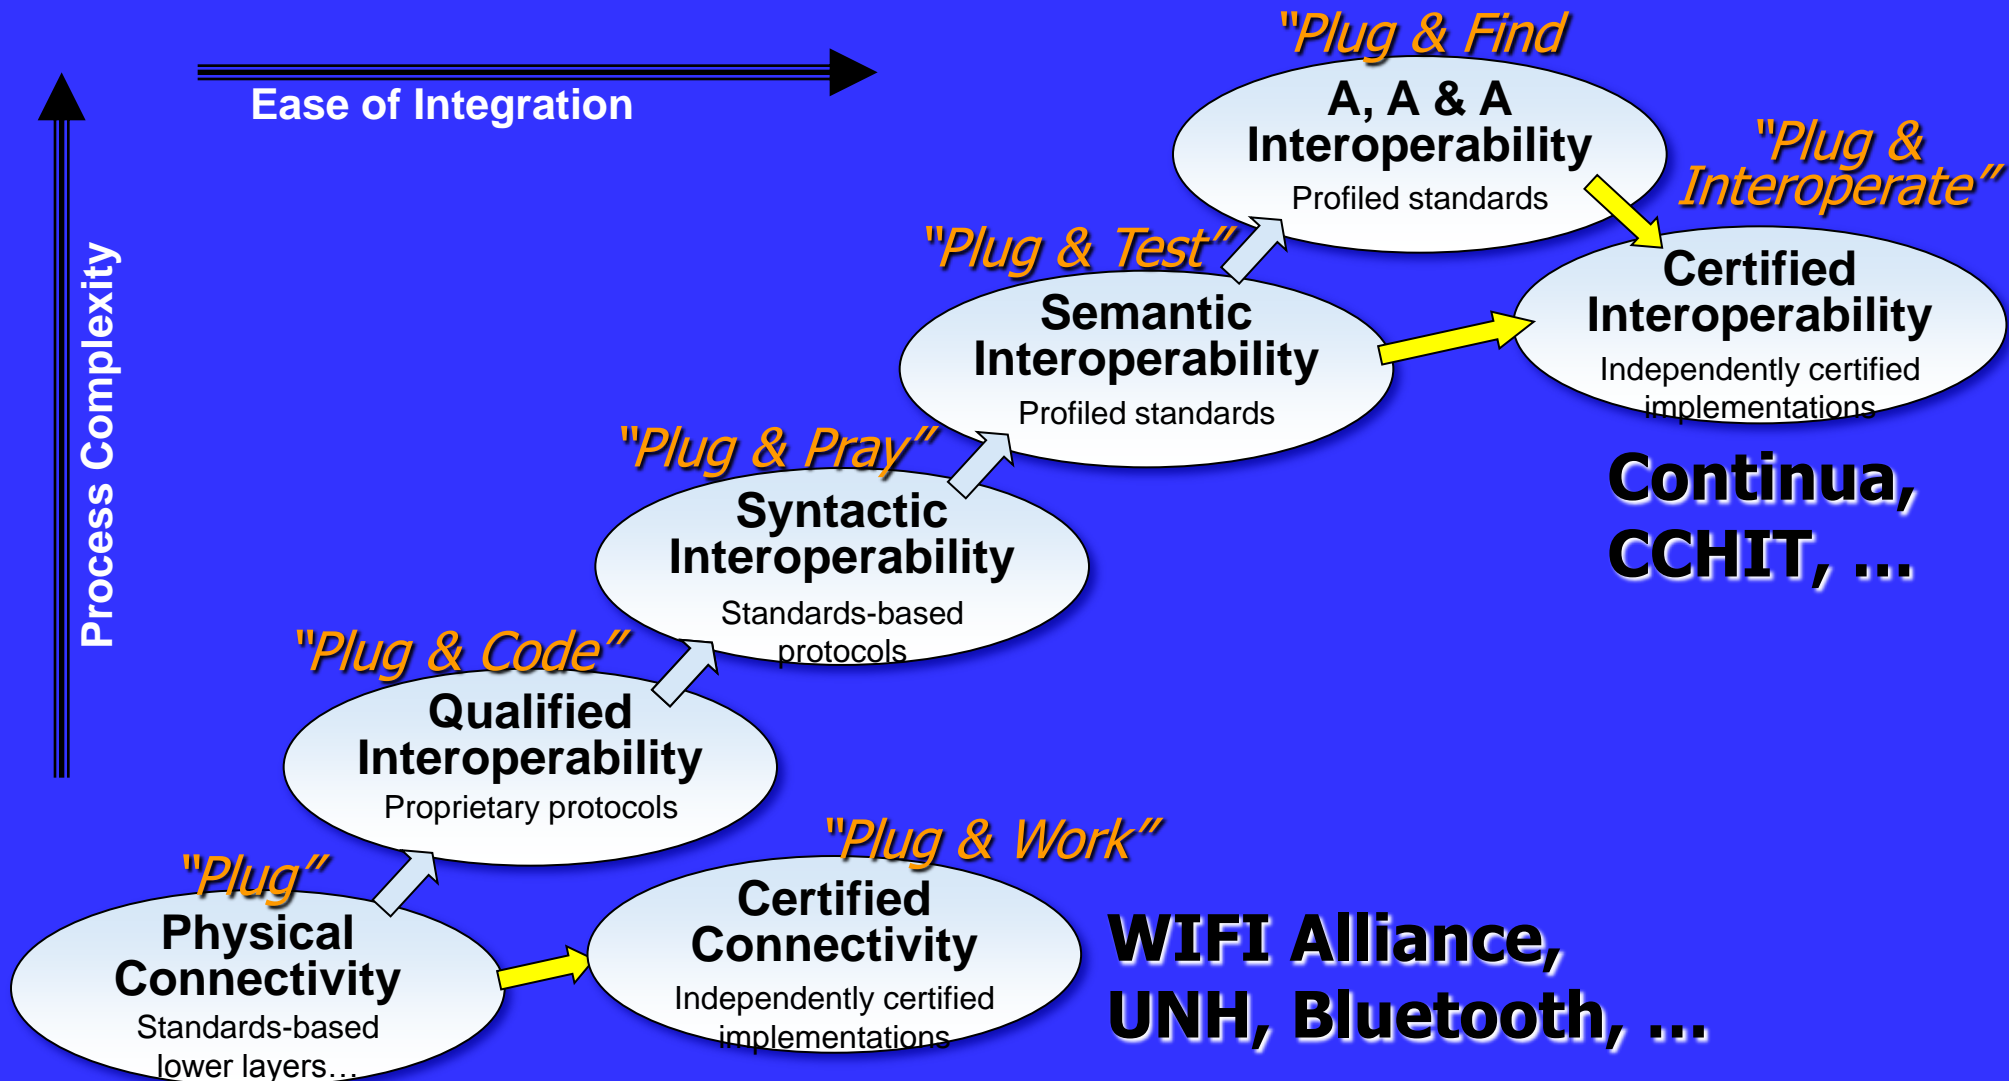 “Plug & Find
A, A & A
Interoperability
Profiled standards
Ease of Integration
“Plug &
Interoperate”
Certified
Interoperability
Independently certified
implementations
Continua,
CCHIT, ...
“Plug & Test”
Semantic
Interoperability
Profiled standards
Process Complexity
“Plug & Pray”
Syntactic
Interoperability
Standards-based
protocols
“Plug & Code”
Qualified
Interoperability
Proprietary protocols
“Plug”
Physical
Connectivity
Standards-based
lower layers…
“Plug & Work”
Certified
Connectivity
Independently certified
implementations
WIFI Alliance,
UNH, Bluetooth, ...